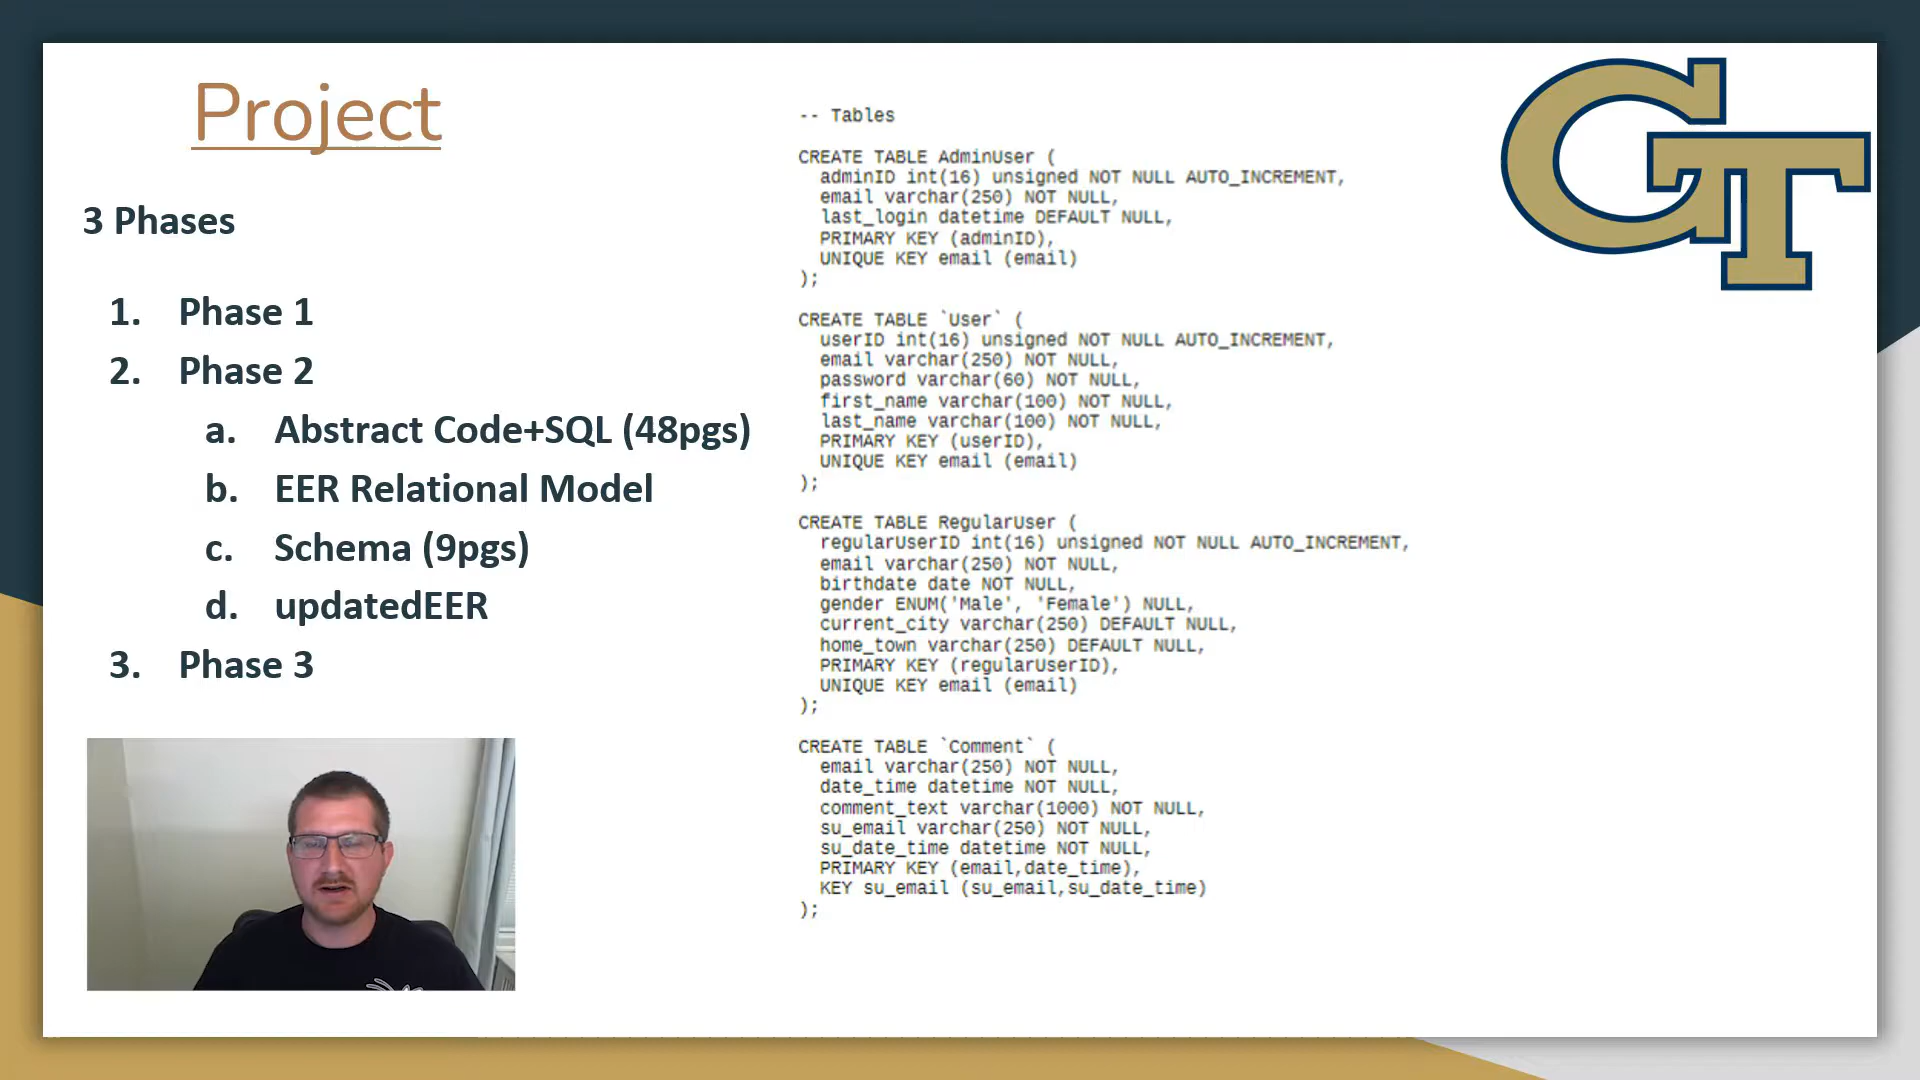 Project
3 Phases
1. Phase 1
2. Phase 2
a. Abstract Code+SQL (48pgs)
b. EER Relational Model
c. Schema (9pgs)
d. updatedEER
3. Phase 3
-- Tables
CREATE TABLE AdminUser (
adminID int(16) unsigned NOT NULL AUTO_INCREMENT,
email varchar(250) NOT NULL,
last_login datetime DEFAULT NULL,
PRIMARY KEY (adminID),
UNIQUE KEY email (email)
);
CREATE TABLE `User` (
userID int(16) unsigned NOT NULL AUTO_INCREMENT,
email varchar(250) NOT NULL,
password varchar(60) NOT NULL,
first_name varchar(100) NOT NULL,
last_name varchar(100) NOT NULL,
PRIMARY KEY (userID),
UNIQUE KEY email (email)
);
CREATE TABLE RegularUser (
regularUserID int(16) unsigned NOT NULL AUTO_INCREMENT,
email varchar(250) NOT NULL,
birthdate date NOT NULL,
gender ENUM('Male', 'Female') NULL,
current_city varchar(250) DEFAULT NULL,
home_town varchar(250) DEFAULT NULL,
PRIMARY KEY (regularUserID),
UNIQUE KEY email (email)
);
CREATE TABLE `Comment` (
email varchar(250) NOT NULL,
date_time datetime NOT NULL,
comment_text varchar(1000) NOT NULL,
su_email varchar(250) NOT NULL,
su_date_time datetime NOT NULL,
PRIMARY KEY (email,date_time),
KEY su_email (su_email,su_date_time)
);
GT